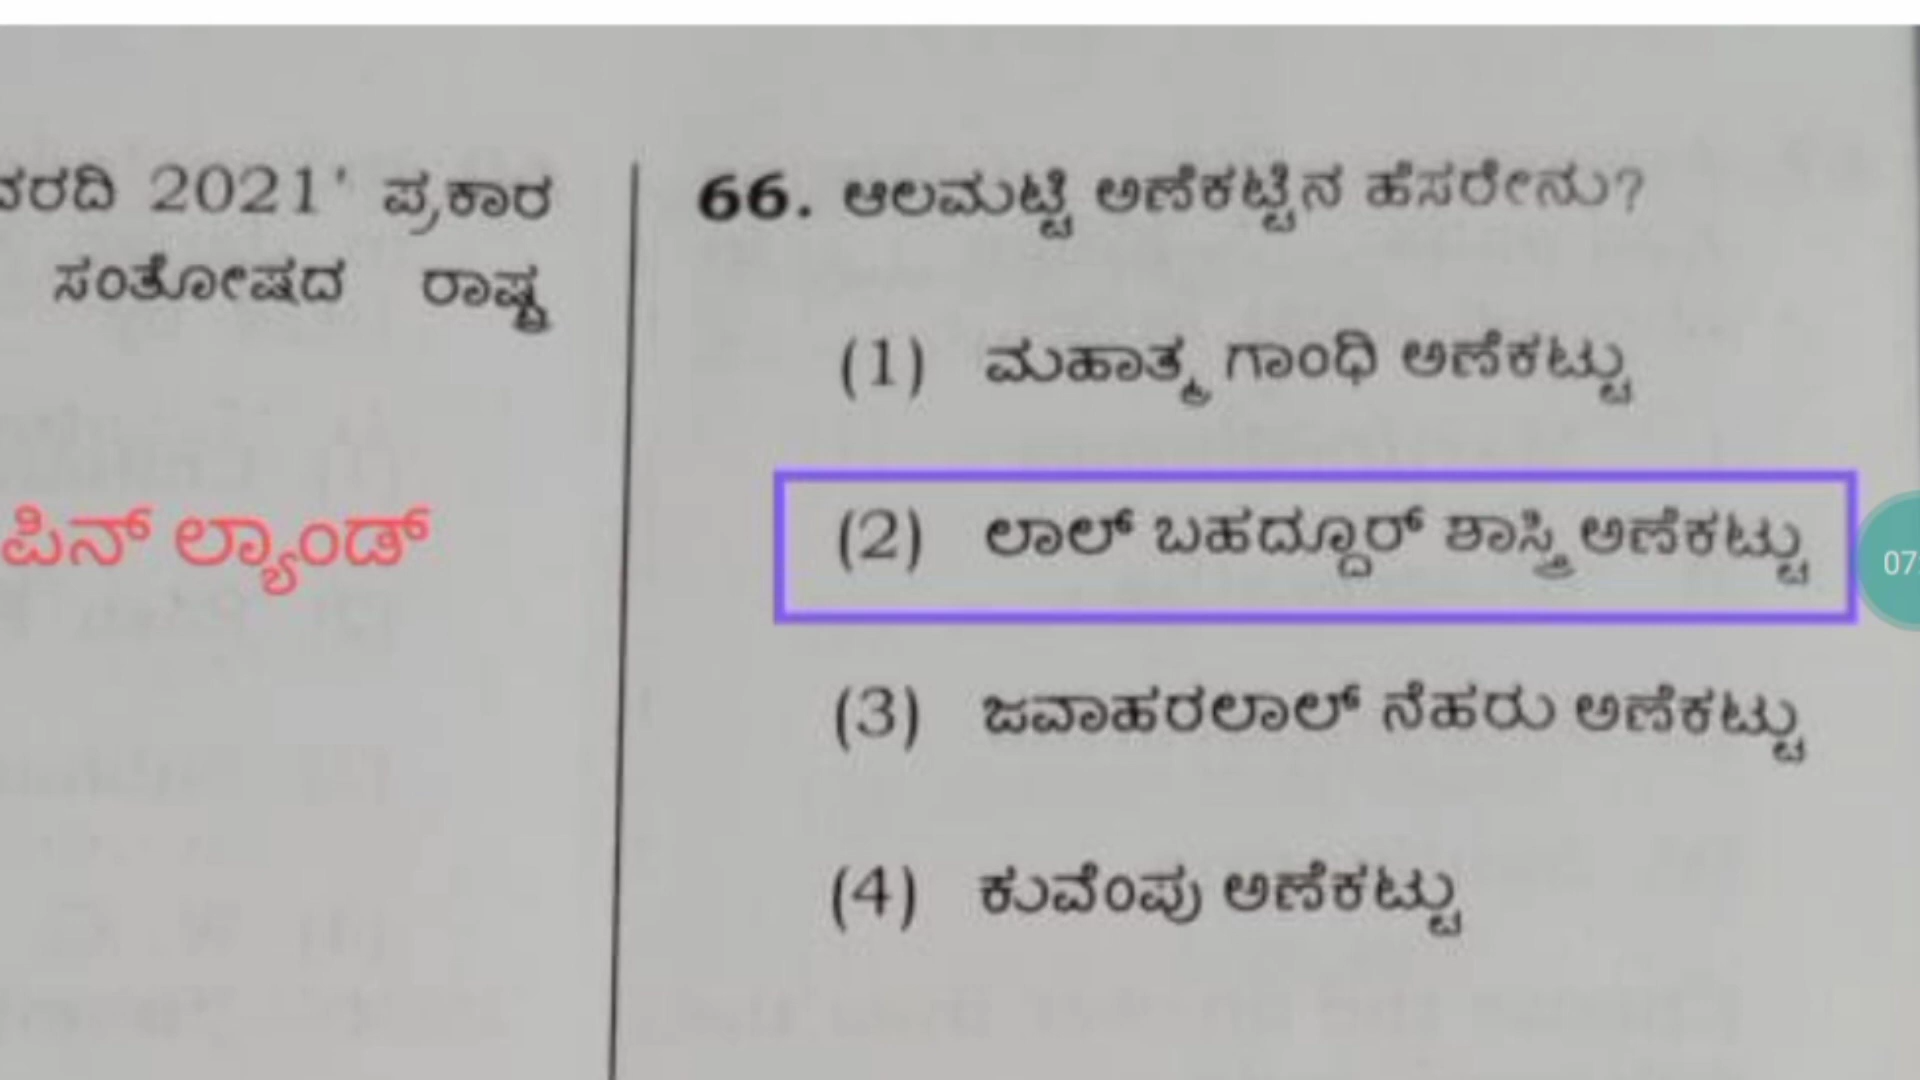 ವರದಿ 2021' ಪ್ರಕಾರ
ಸಂತೋಷದ ರಾಷ್ಟ್ರ
ಪಿನ್ ಲ್ಯಾಂಡ್
66. ಆಲಮಟ್ಟಿ ಅಣೆಕಟ್ಟಿನ ಹೆಸರೇನು?
(1) ಮಹಾತ್ಮ ಗಾಂಧಿ ಅಣೆಕಟ್ಟು
(2) ಲಾಲ್ ಬಹದ್ದೂರ್ ಶಾಸ್ತ್ರಿ ಅಣೆಕಟ್ಟು
(3) ಜವಾಹರಲಾಲ್ ನೆಹರು ಅಣೆಕಟ್ಟು
(4) ಕುವೆಂಪು ಅಣೆಕಟ್ಟು
07